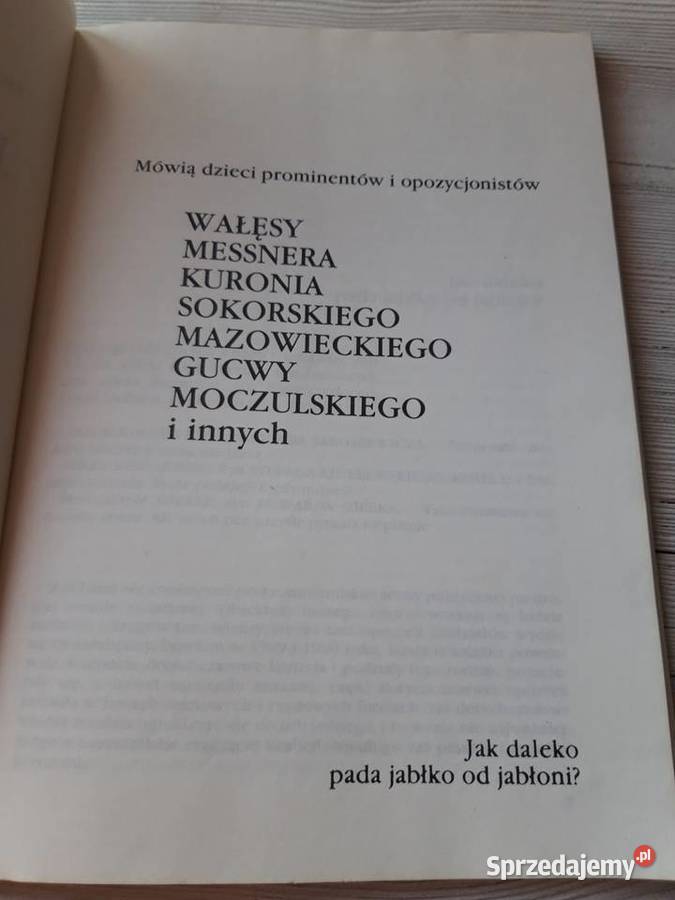 Mówią dzieci prominentów i opozycjonistów
WAŁĘSY
MESSNERA
KURONIA
SOKORSKIEGO
MAZOWIECKIEGO
GUCWY
MOCZULSKIEGO
i innych
Jak daleko
pada jabłko od jabłoni?
Sprzedajemy.pl